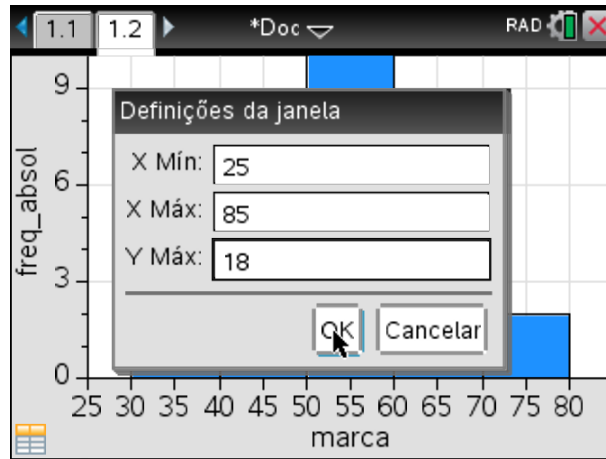 1.1 1.2 *Doc RAD
9
6
3
0
freq_absol
Definições da janela
X Mín: 25
X Máx: 85
Y Máx: 18
OK Cancelar
25 30 35 40 45 50 55 60 65 70 75 80
marca